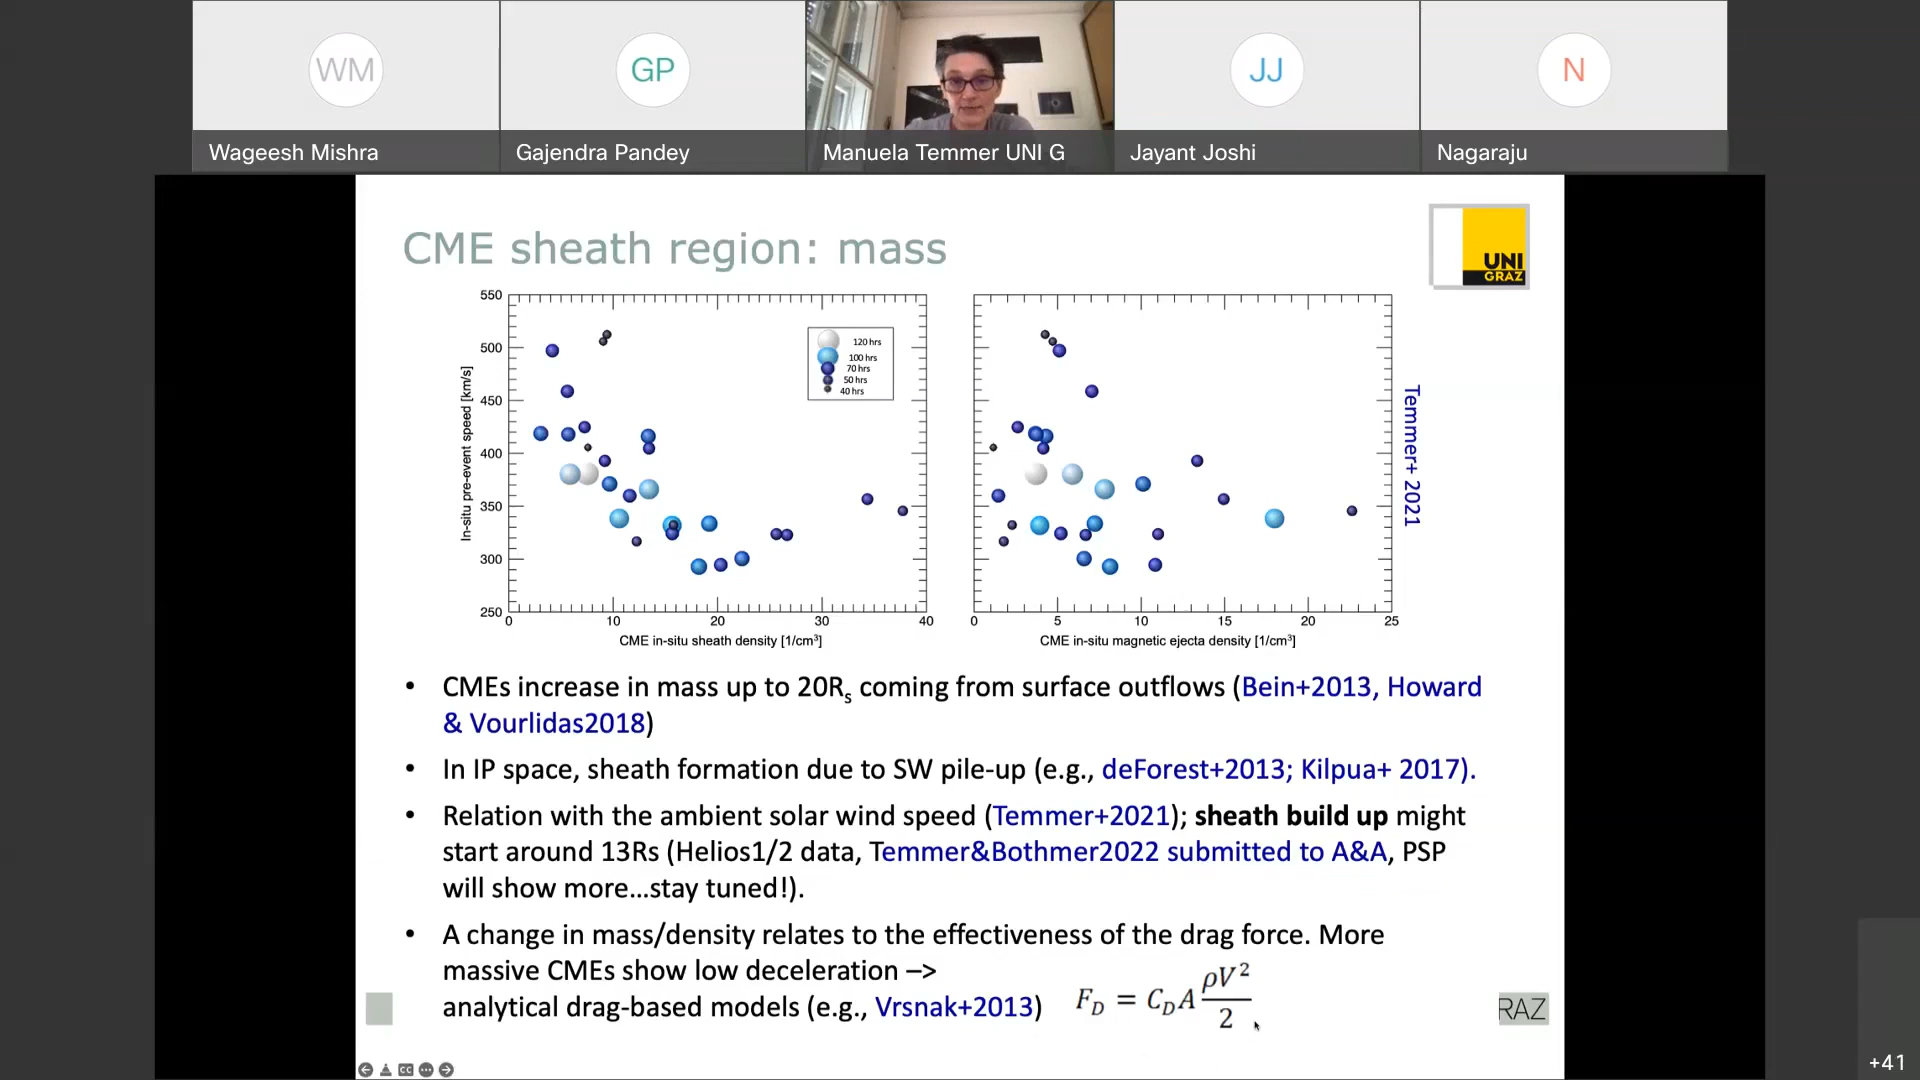 WM
GP
JJ
N
Wageesh Mishra
Gajendra Pandey
Manuela Temmer UNI G
Jayant Joshi
Nagaraju
CME sheath region: mass
UNI
GRAZ
550
500
450
400
350
300
250
In-situ pre-event speed [km/s]
120 hrs
100 hrs
70 hrs
50 hrs
40 hrs
0 10 20 30 40
CME in-situ sheath density [1/cm³]
0 5 10 15 20 25
CME in-situ magnetic ejecta density [1/cm³]
Temmer+ 2021
• CMEs increase in mass up to 20Rs coming from surface outflows (Bein+2013, Howard
& Vourlidas2018)
• In IP space, sheath formation due to SW pile-up (e.g., deForest+2013; Kilpua+ 2017).
• Relation with the ambient solar wind speed (Temmer+2021); sheath build up might
start around 13Rs (Helios1/2 data, Temmer&Bothmer2022 submitted to A&A, PSP
will show more...stay tuned!).
• A change in mass/density relates to the effectiveness of the drag force. More
massive CMEs show low deceleration –>
analytical drag-based models (e.g., Vrsnak+2013) F_D = C_D A ρV²/2
RAZ
CC
+41